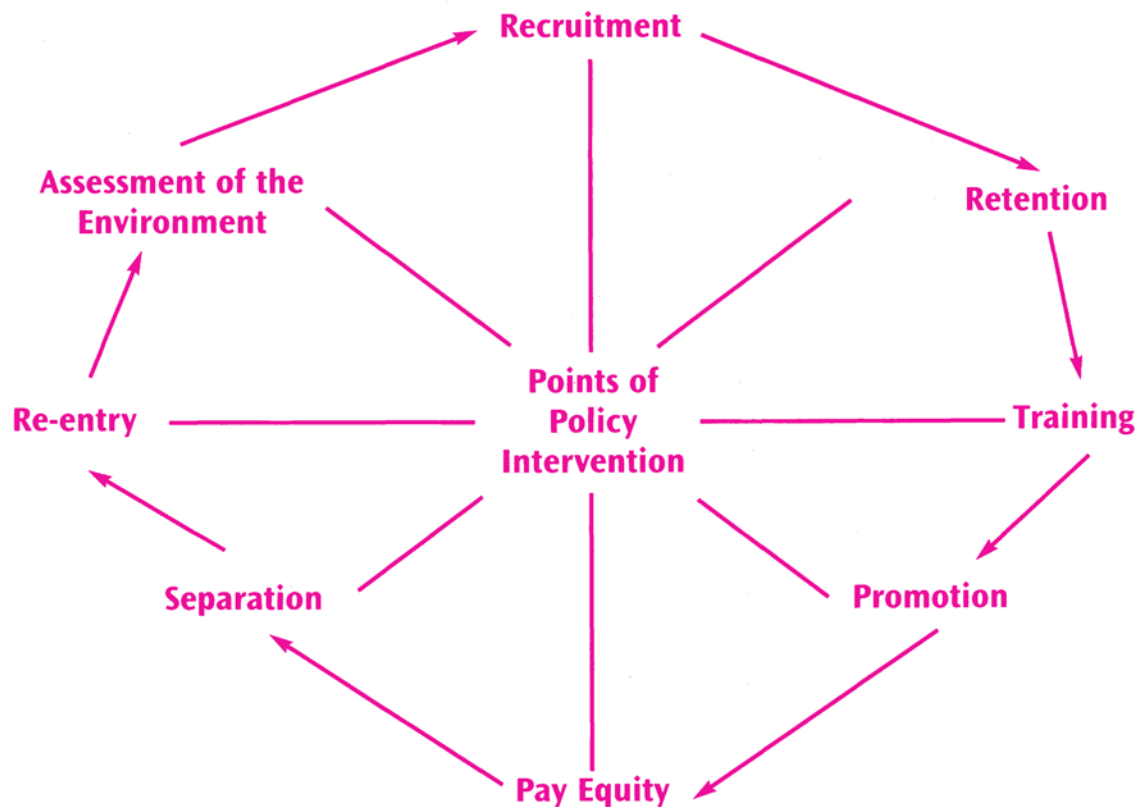 Recruitment
Assessment of the
Environment
Retention
Points of
Policy
Intervention
Re-entry
Training
Separation
Promotion
Pay Equity